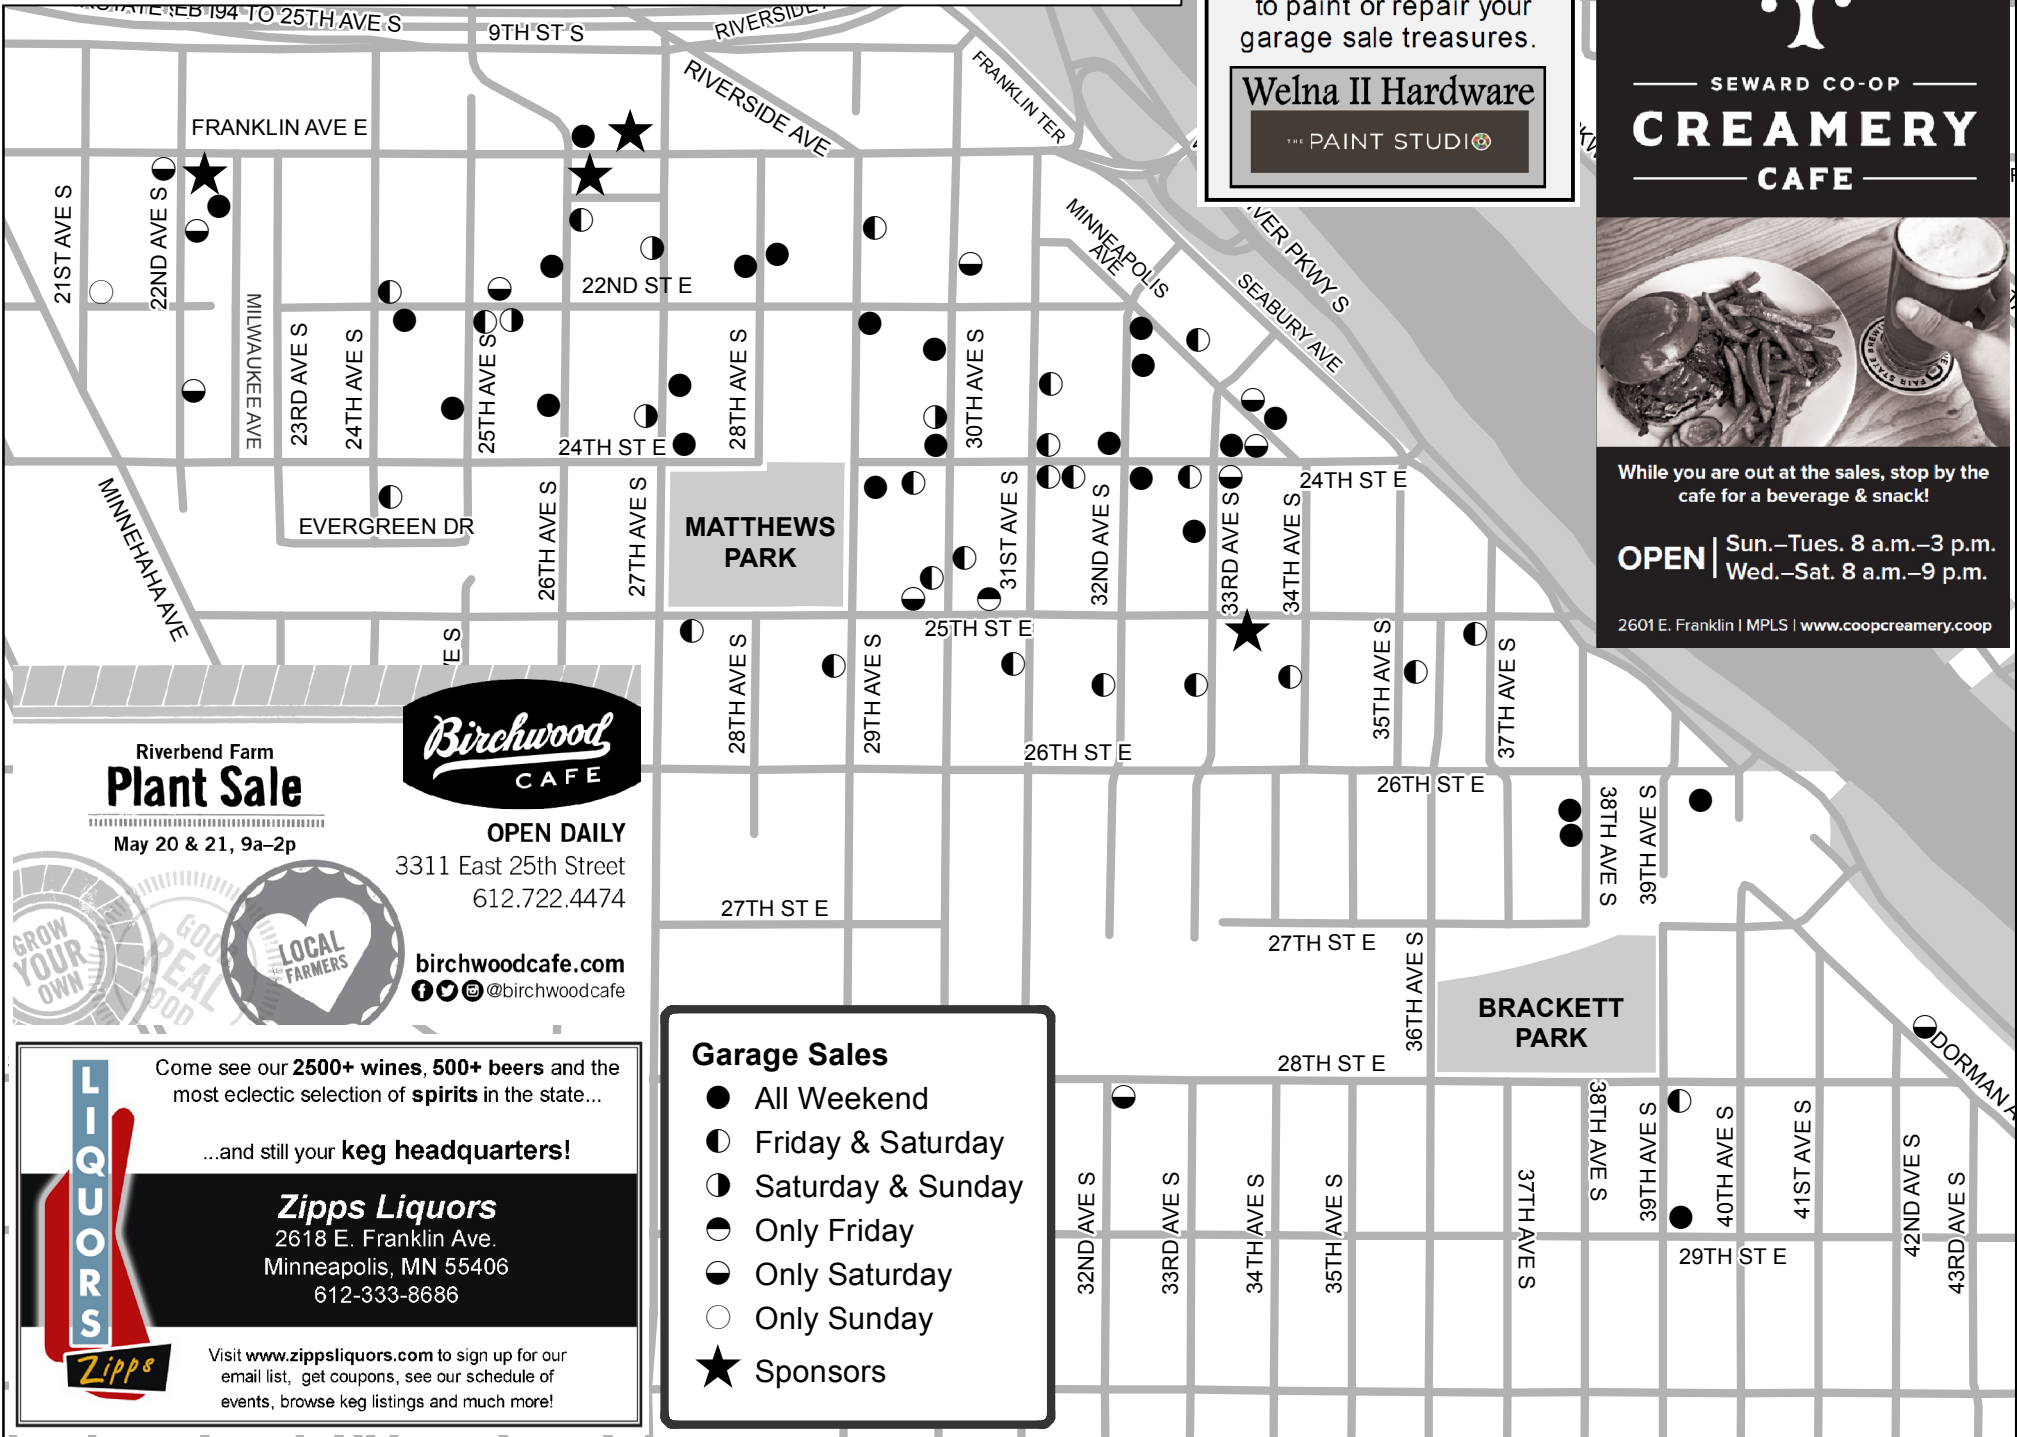 EB I94 TO 25TH AVE S
9TH ST S
RIVERSIDE
to paint or repair your
garage sale treasures.
Welna II Hardware
THE PAINT STUDIO
SEWARD CO-OP
CREAMERY
CAFE
While you are out at the sales, stop by the
cafe for a beverage & snack!
OPEN
Sun.–Tues. 8 a.m.–3 p.m.
Wed.–Sat. 8 a.m.–9 p.m.
2601 E. Franklin | MPLS | www.coopcreamery.coop
FRANKLIN AVE E
RIVERSIDE AVE
FRANKLIN TER
21ST AVE S
22ND AVE S
MILWAUKEE AVE
23RD AVE S
24TH AVE S
25TH AVE S
22ND ST E
28TH AVE S
30TH AVE S
MINNEAPOLIS
AVE
SEABURY AVE
VER PKWY S
24TH ST E
24TH ST E
MINNEHAHA AVE
EVERGREEN DR
26TH AVE S
27TH AVE S
MATTHEWS
PARK
31ST AVE S
32ND AVE S
33RD AVE S
34TH AVE S
25TH ST E
28TH AVE S
29TH AVE S
35TH AVE S
37TH AVE S
26TH ST E
26TH ST E
38TH AVE S
39TH AVE S
27TH ST E
27TH ST E
36TH AVE S
BRACKETT
PARK
28TH ST E
DORMAN A
32ND AVE S
33RD AVE S
34TH AVE S
35TH AVE S
37TH AVE S
38TH AVE S
39TH AVE S
40TH AVE S
41ST AVE S
42ND AVE S
43RD AVE S
29TH ST E
Riverbend Farm
Plant Sale
May 20 & 21, 9a–2p
Birchwood
CAFE
OPEN DAILY
3311 East 25th Street
612.722.4474
birchwoodcafe.com
@birchwoodcafe
GROW
YOUR
OWN
GOOD
REAL
FOOD
LOCAL
FARMERS
LIQUORS
Zipps
Come see our 2500+ wines, 500+ beers and the
most eclectic selection of spirits in the state...
...and still your keg headquarters!
Zipps Liquors
2618 E. Franklin Ave.
Minneapolis, MN 55406
612-333-8686
Visit www.zippsliquors.com to sign up for our
email list, get coupons, see our schedule of
events, browse keg listings and much more!
Garage Sales
All Weekend
Friday & Saturday
Saturday & Sunday
Only Friday
Only Saturday
Only Sunday
Sponsors